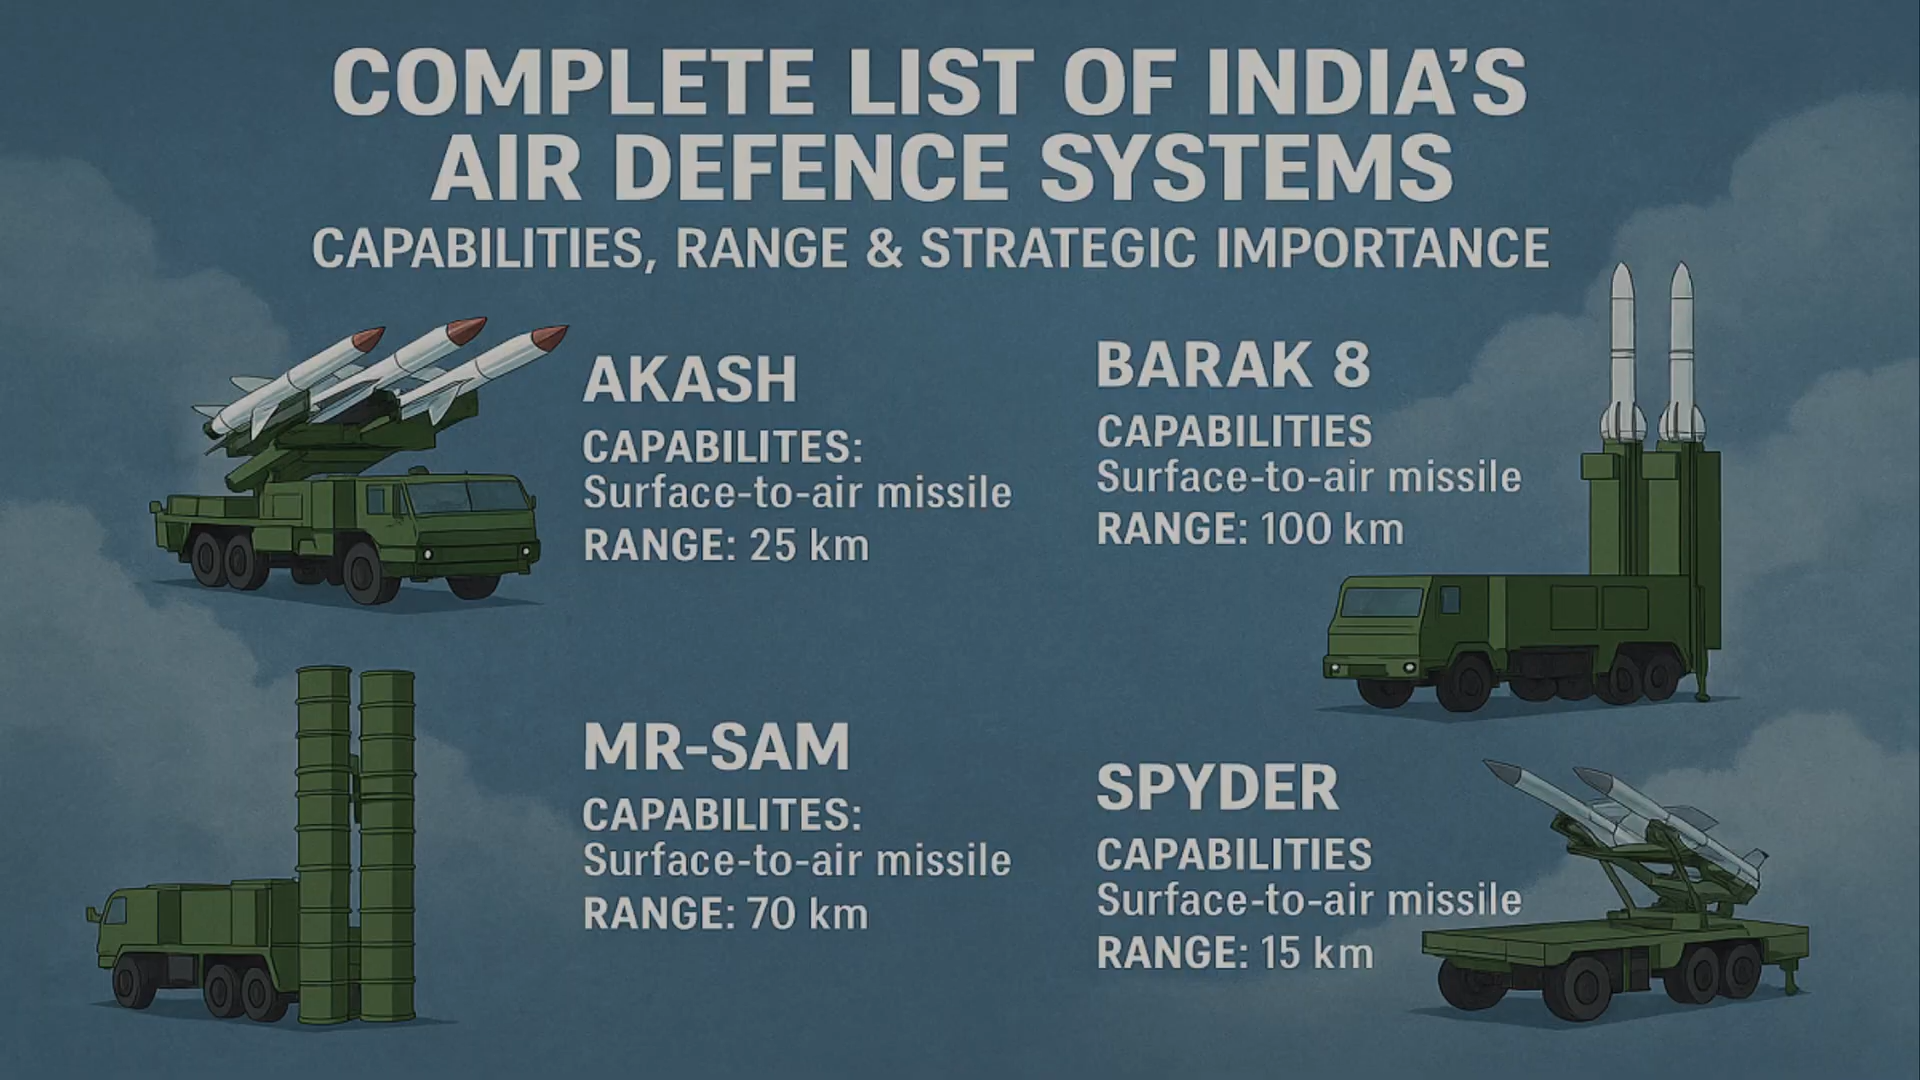 COMPLETE LIST OF INDIA'S
AIR DEFENCE SYSTEMS
CAPABILITIES, RANGE & STRATEGIC IMPORTANCE
AKASH
CAPABILITES:
Surface-to-air missile
RANGE: 25 km
BARAK 8
CAPABILITIES
Surface-to-air missile
RANGE: 100 km
MR-SAM
CAPABILITES:
Surface-to-air missile
RANGE: 70 km
SPYDER
CAPABILITIES
Surface-to-air missile
RANGE: 15 km